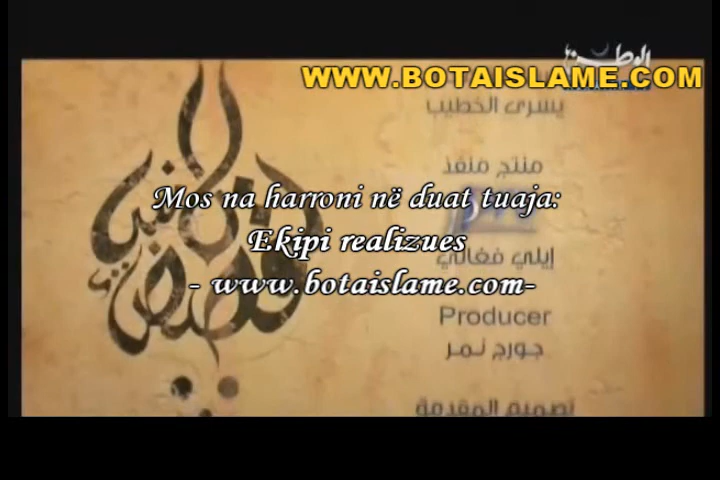 الوطن
WWW.BOTAISLAME.COM
يسرى الخطيب
منتج منفذ
Mos na harroni në duat tuaja:
Ekipi realizues
إيلي فغالي
- www.botaislame.com-
Producer
جورج نمر
تصميم المقدمة